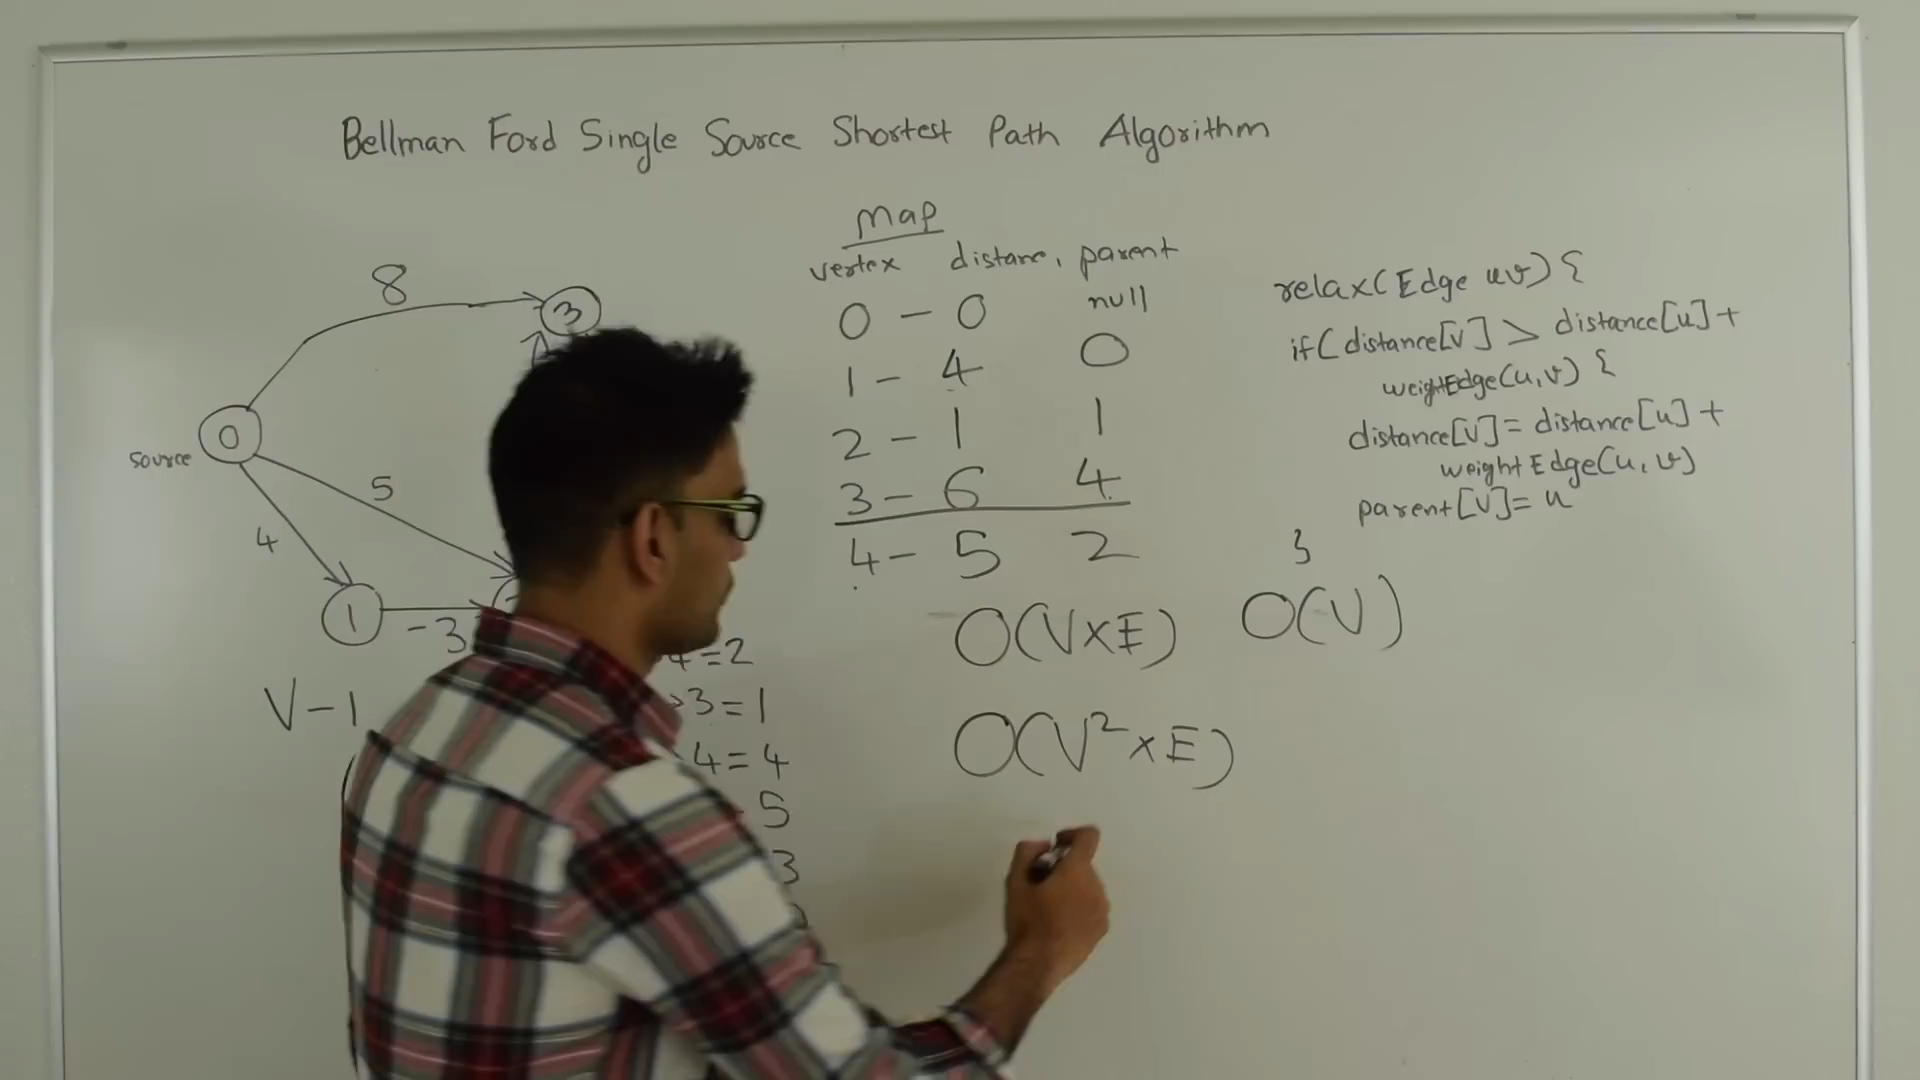 Bellman Ford Single Source Shortest Path Algorithm
8
3
0
source
5
4
1
-3
V-1
4=2
>3=1
4=4
5
3
Map
vertex distance, parent
0 - 0 null
1 - 4 0
2 - 1 1
3 - 6 4
4 - 5 2
relax(Edge uv) {
if(distance[v] > distance[u] +
weightEdge(u,v) {
distance[v] = distance[u] +
weightEdge(u,v)
parent[v] = u
}
O(V×E) O(V)
O(V²×E)